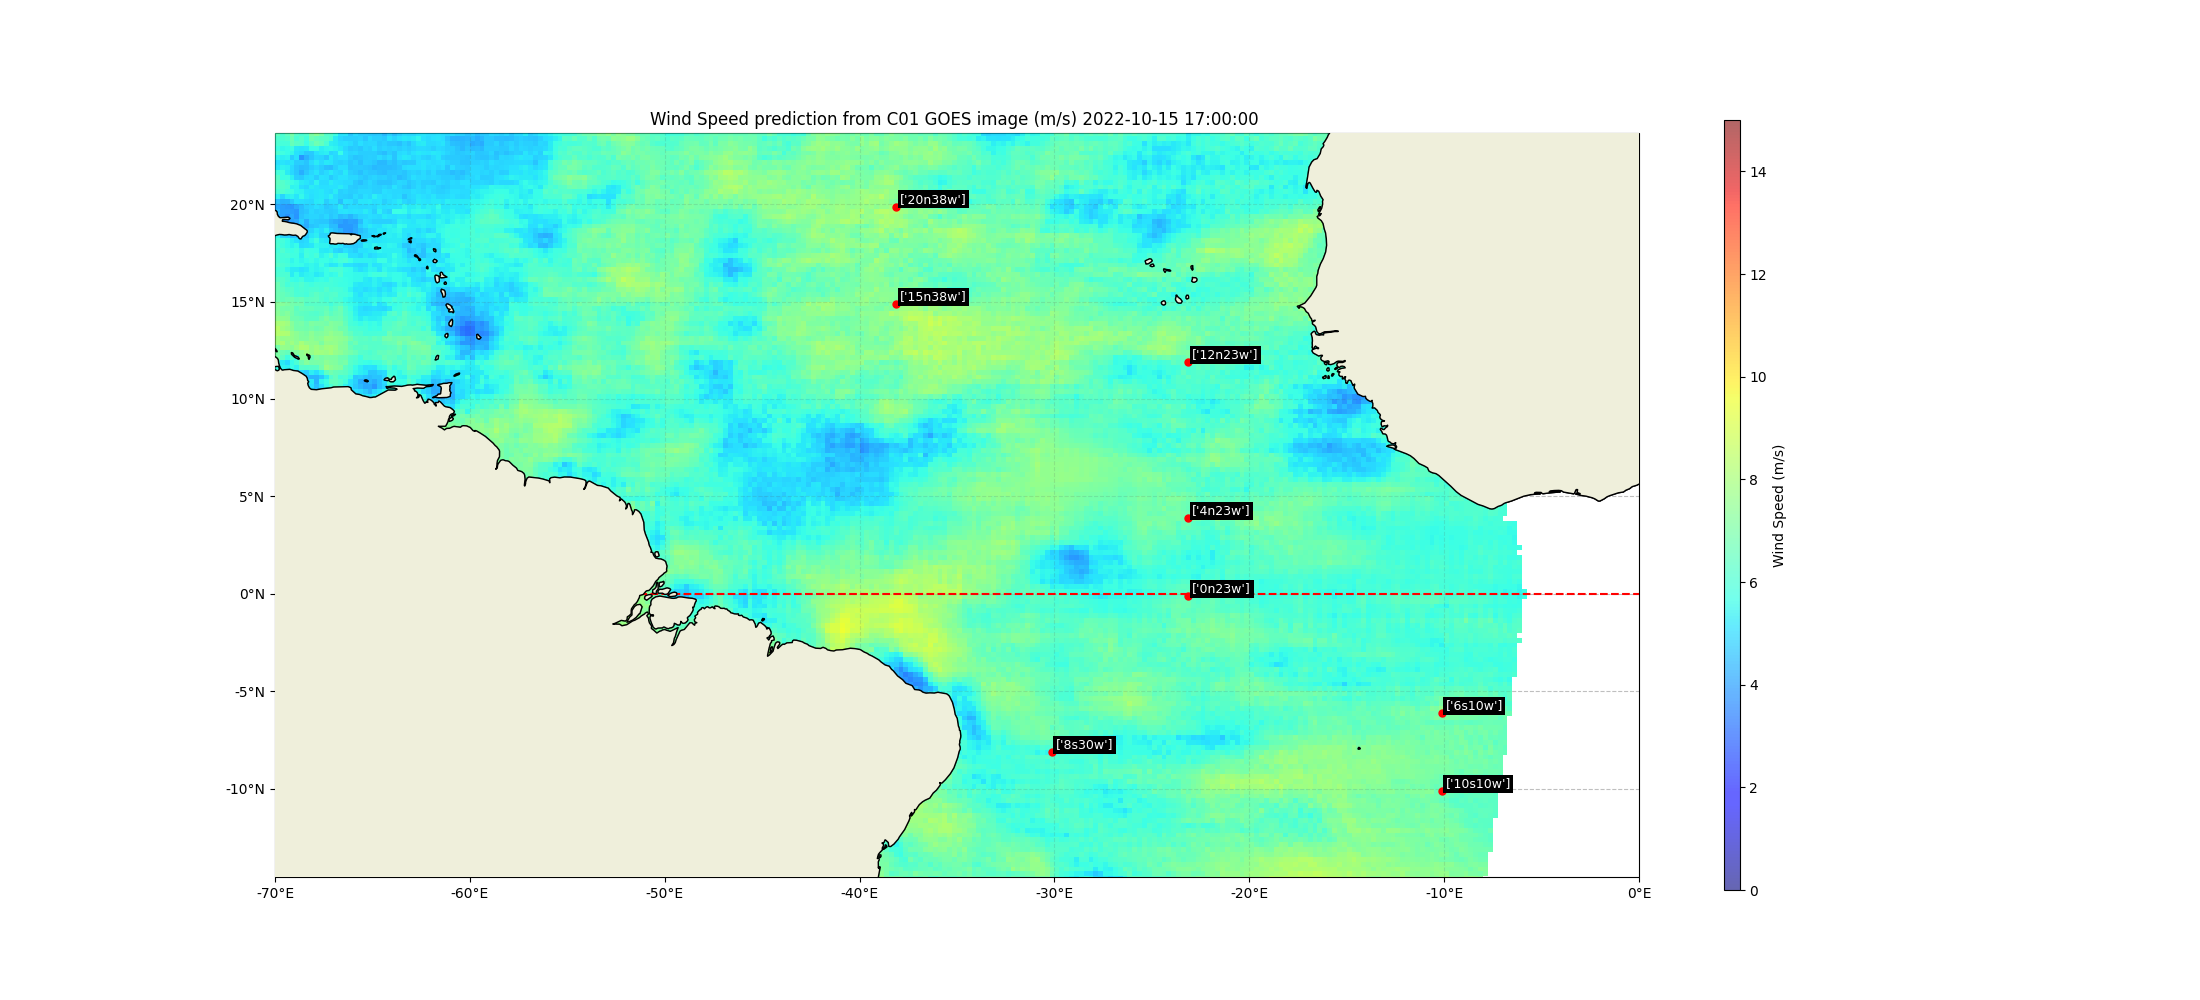 Wind Speed prediction from C01 GOES image (m/s) 2022-10-15 17:00:00
20°N
15°N
10°N
5°N
0°N
-5°N
-10°N
-70°E
-60°E
-50°E
-40°E
-30°E
-20°E
-10°E
0°E
['20n38w']
['15n38w']
['12n23w']
['4n23w']
['0n23w']
['6s10w']
['8s30w']
['10s10w']
14
12
10
8
6
4
2
0
Wind Speed (m/s)